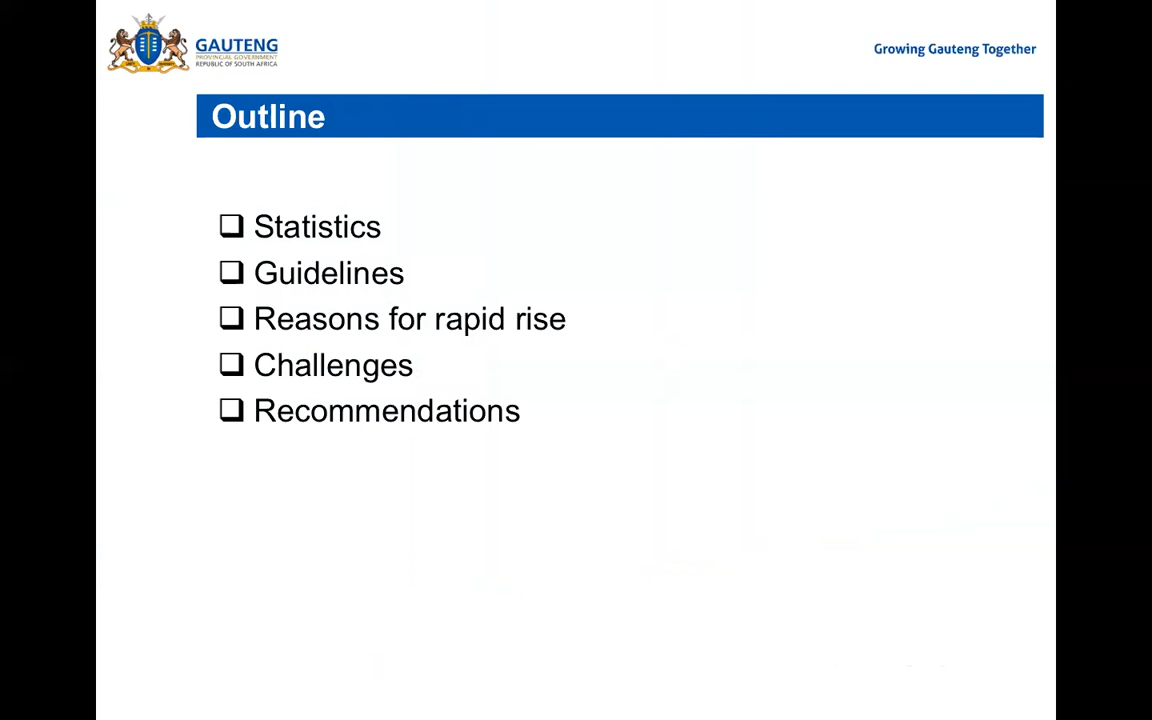 GAUTENG
PROVINCIAL GOVERNMENT
REPUBLIC OF SOUTH AFRICA
Growing Gauteng Together
Outline
Statistics
Guidelines
Reasons for rapid rise
Challenges
Recommendations